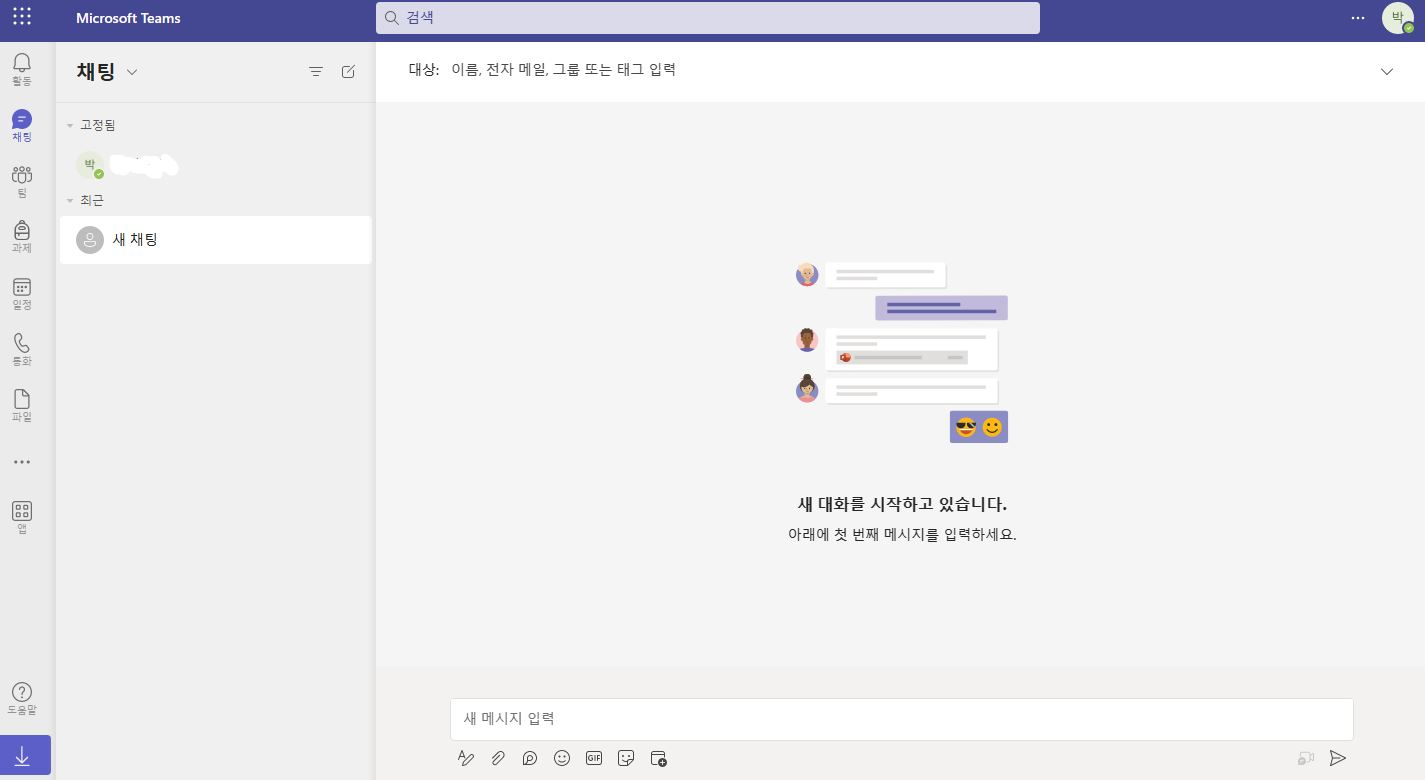 Microsoft Teams
검색
박
활동
채팅
팀
과제
일정
통화
파일
앱
도움말
채팅
고정됨
박
최근
새 채팅
대상: 이름, 전자 메일, 그룹 또는 태그 입력
새 대화를 시작하고 있습니다.
아래에 첫 번째 메시지를 입력하세요.
새 메시지 입력
GIF